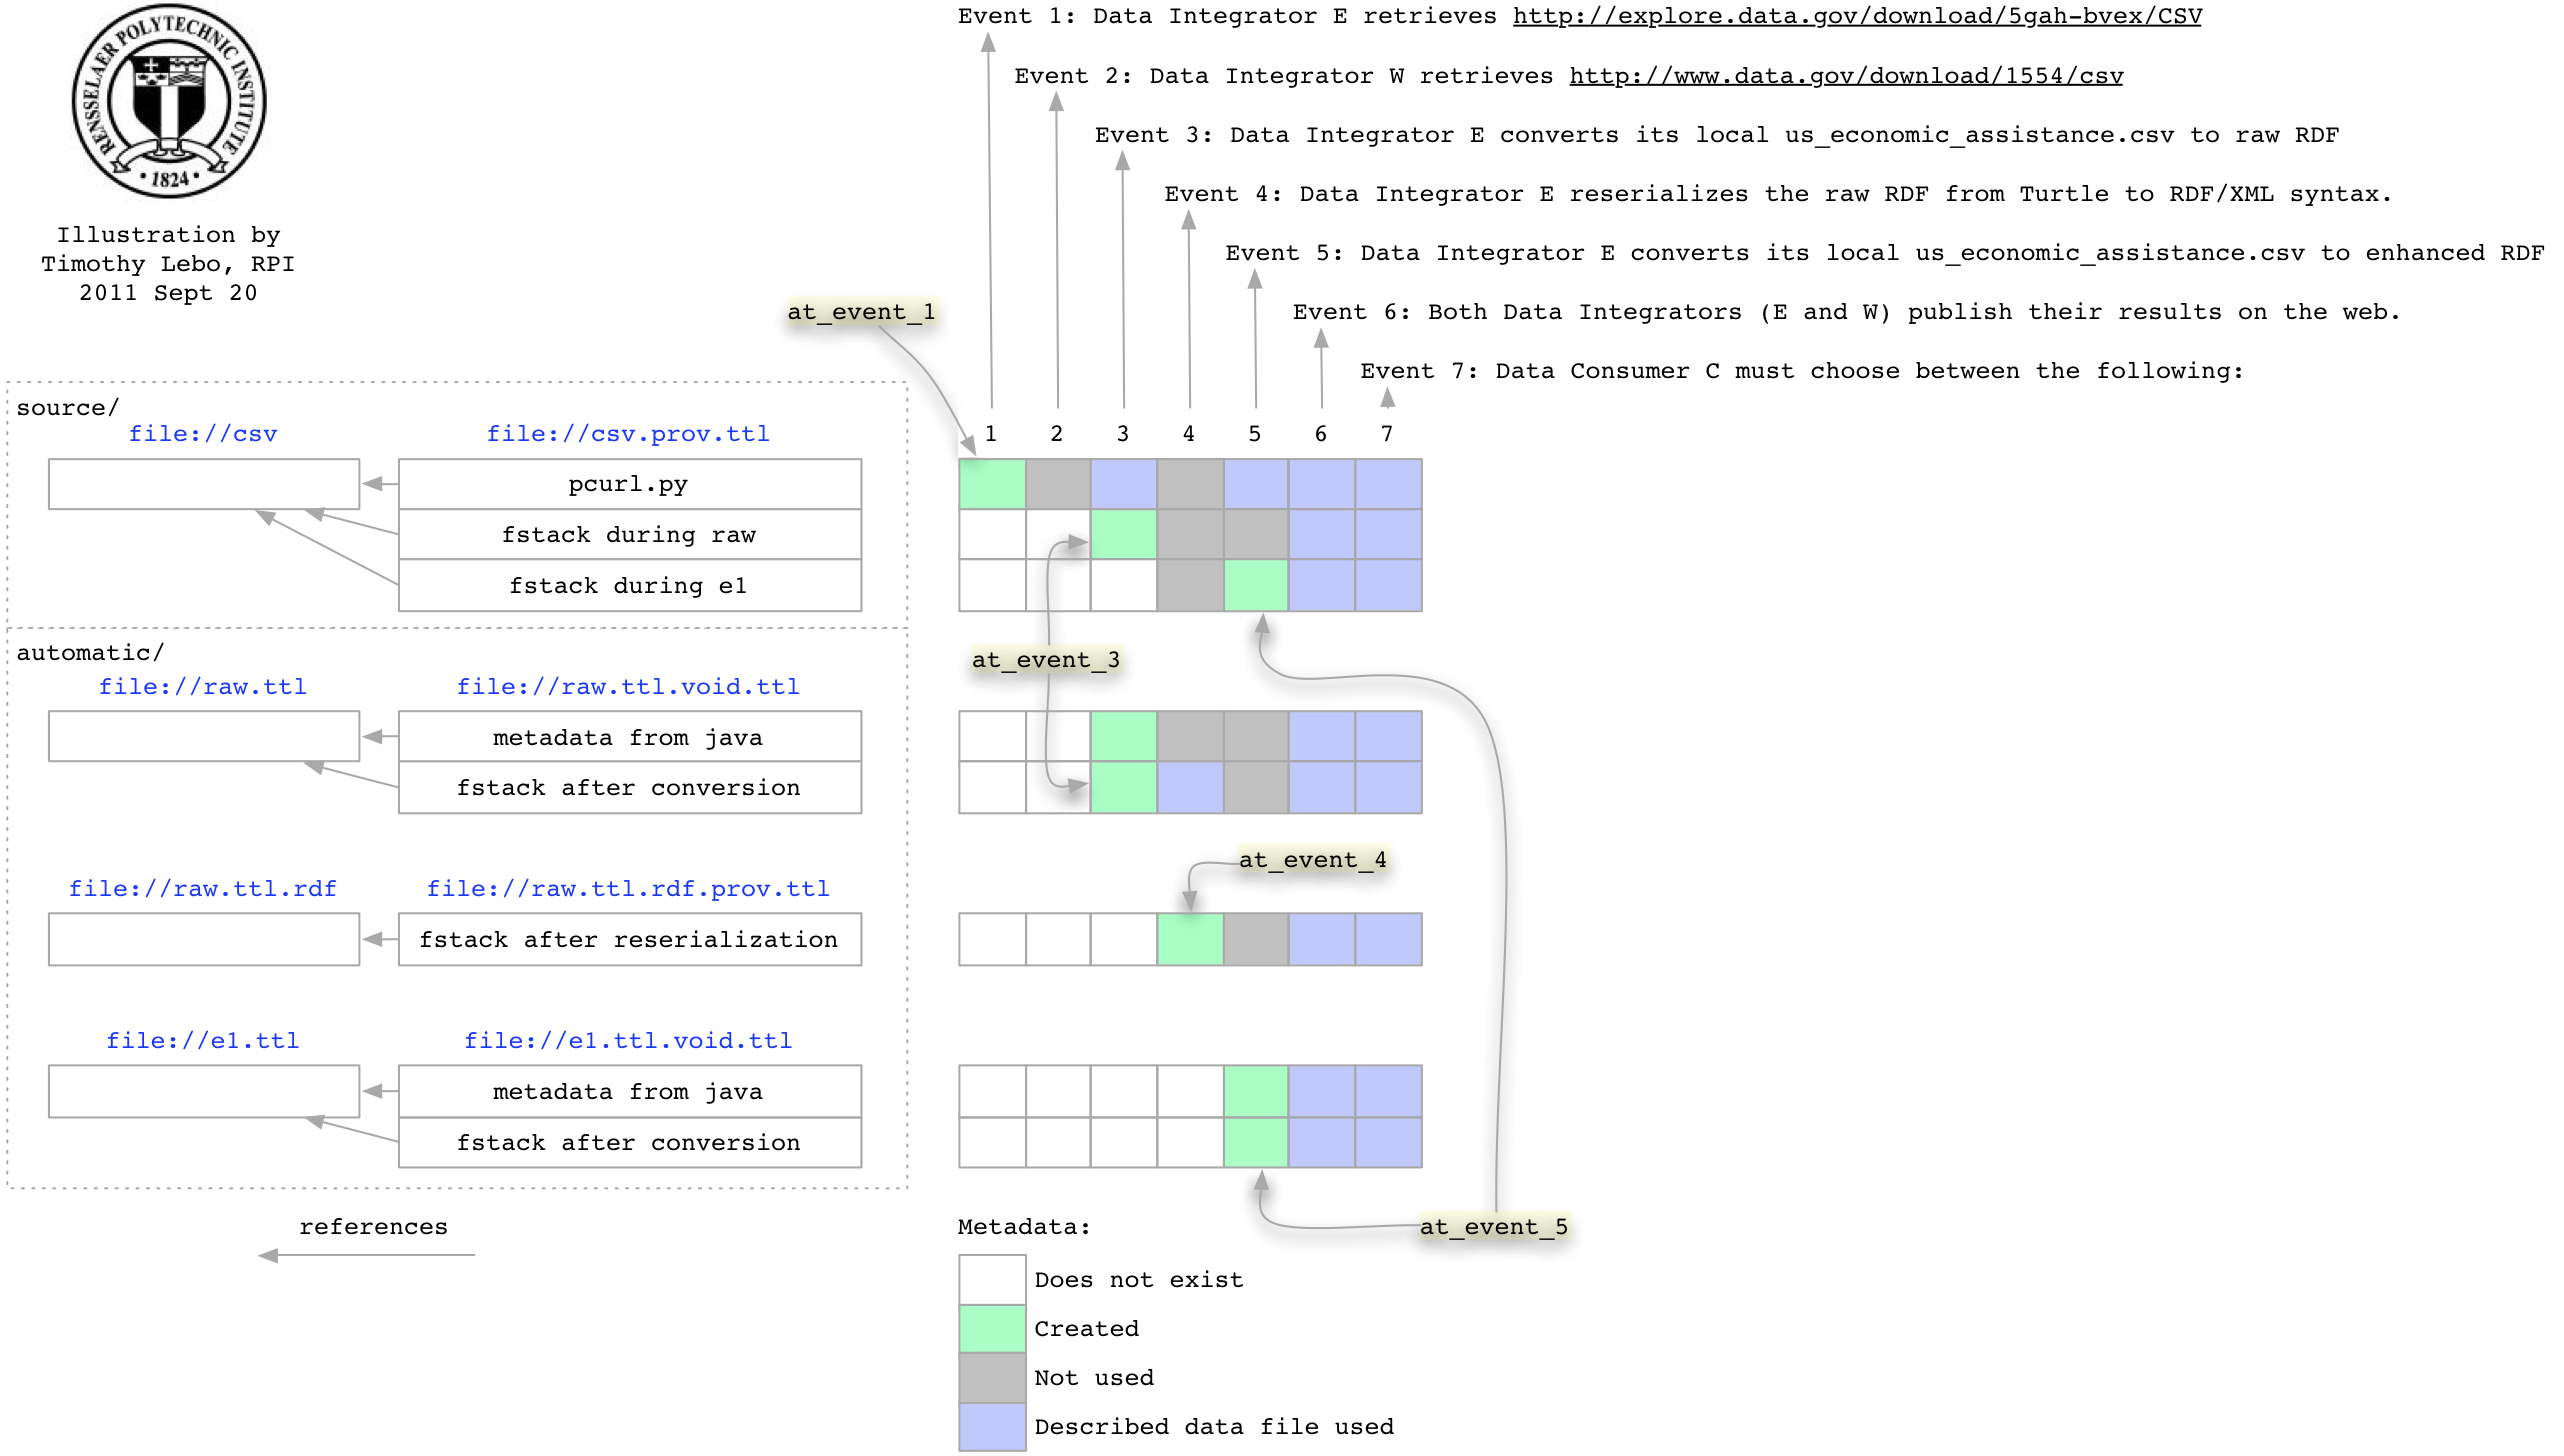 RENSSELAER POLYTECHNIC INSTITUTE
• 1824 •
Illustration by
Timothy Lebo, RPI
2011 Sept 20
Event 1: Data Integrator E retrieves http://explore.data.gov/download/5gah-bvex/CSV
Event 2: Data Integrator W retrieves http://www.data.gov/download/1554/csv
Event 3: Data Integrator E converts its local us_economic_assistance.csv to raw RDF
Event 4: Data Integrator E reserializes the raw RDF from Turtle to RDF/XML syntax.
Event 5: Data Integrator E converts its local us_economic_assistance.csv to enhanced RDF
Event 6: Both Data Integrators (E and W) publish their results on the web.
Event 7: Data Consumer C must choose between the following:
at_event_1
1 2 3 4 5 6 7
source/
file://csv file://csv.prov.ttl
pcurl.py
fstack during raw
fstack during e1
at_event_3
automatic/
file://raw.ttl file://raw.ttl.void.ttl
metadata from java
fstack after conversion
at_event_4
file://raw.ttl.rdf file://raw.ttl.rdf.prov.ttl
fstack after reserialization
file://e1.ttl file://e1.ttl.void.ttl
metadata from java
fstack after conversion
at_event_5
references
Metadata:
Does not exist
Created
Not used
Described data file used